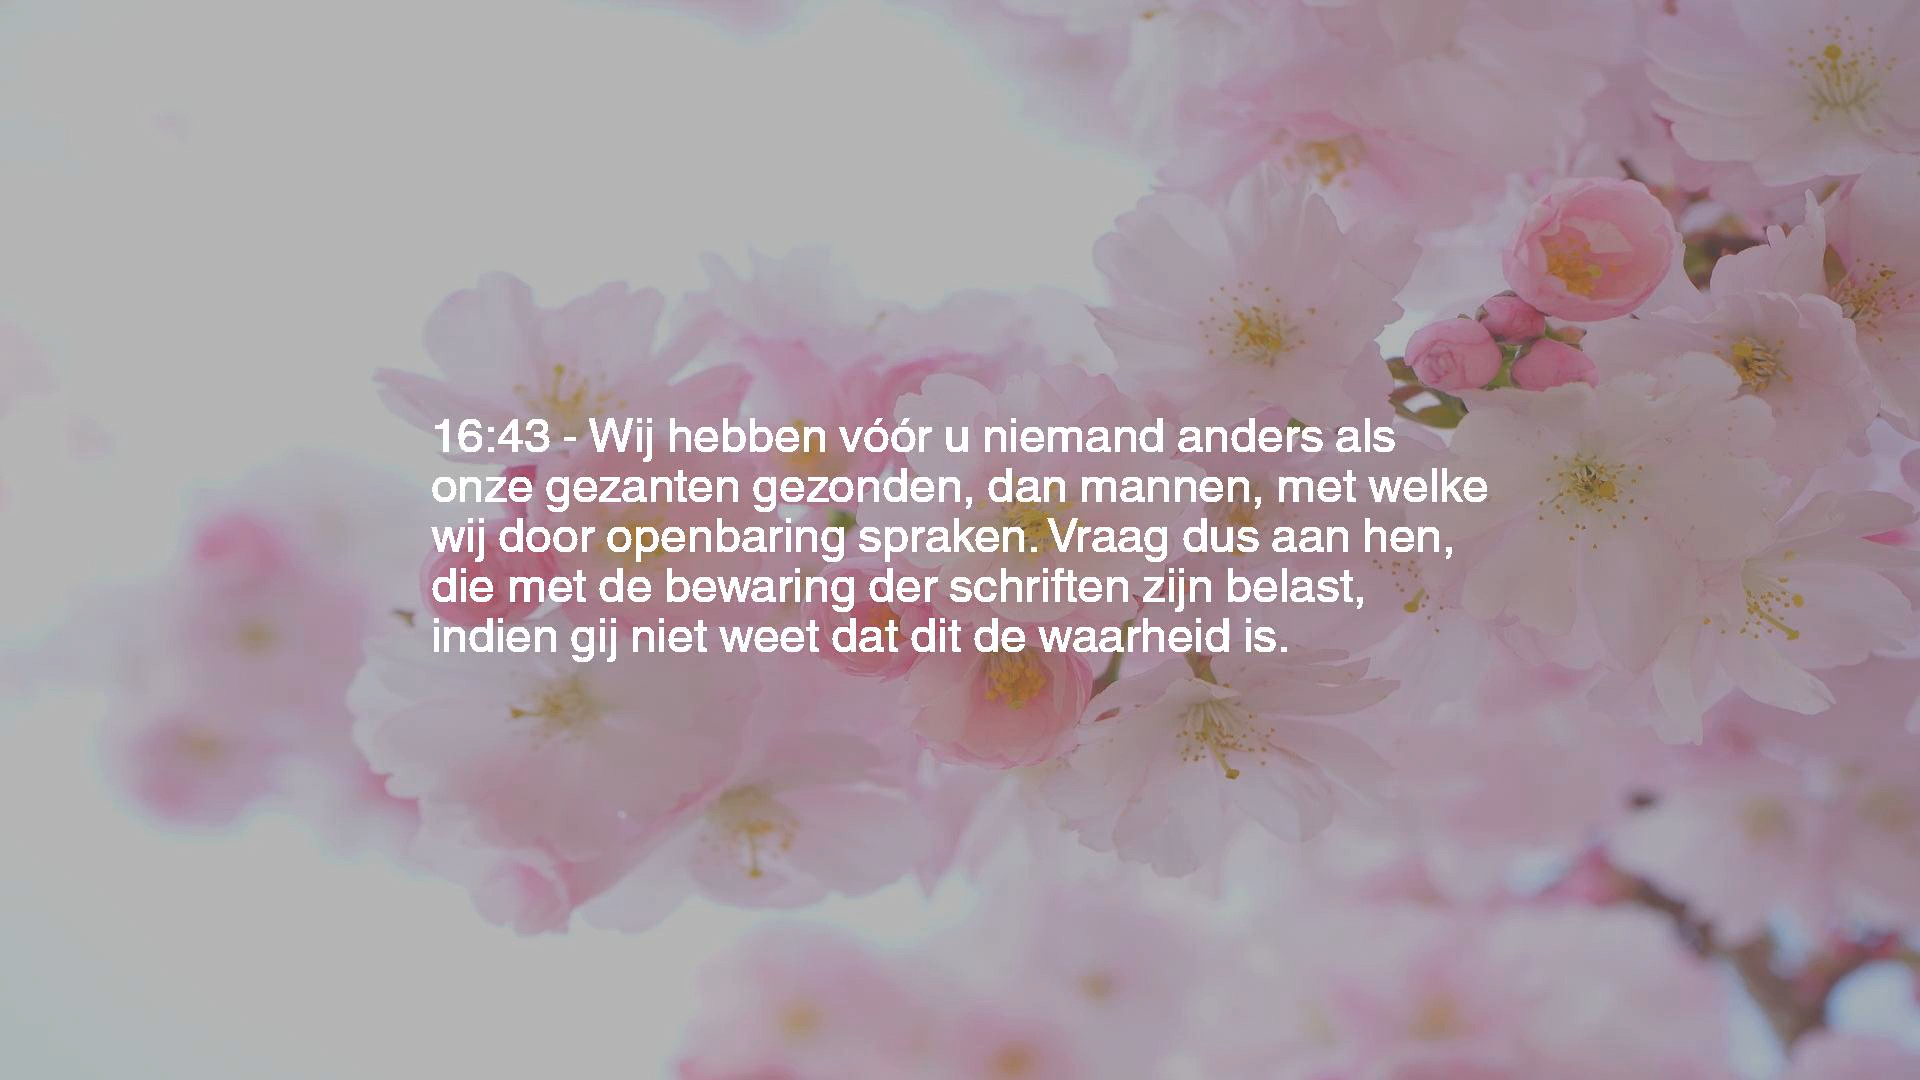 16:43 - Wij hebben vóór u niemand anders als
onze gezanten gezonden, dan mannen, met welke
wij door openbaring spraken. Vraag dus aan hen,
die met de bewaring der schriften zijn belast,
indien gij niet weet dat dit de waarheid is.